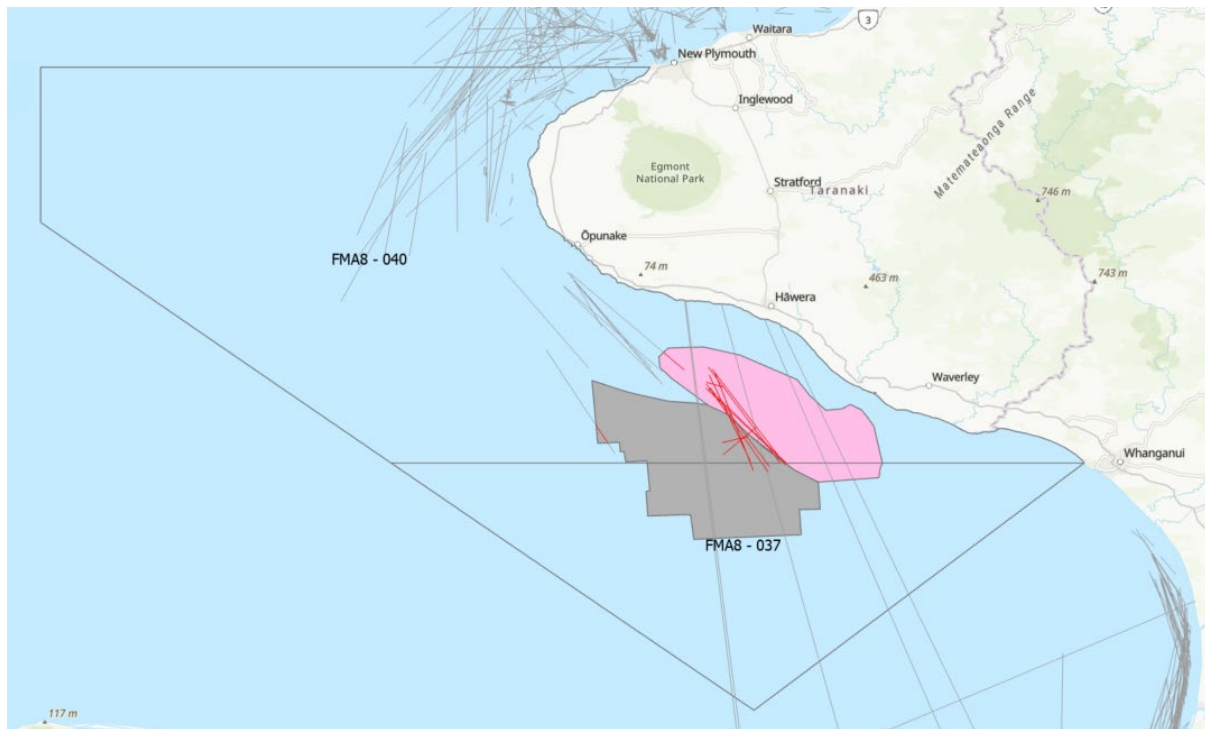 3
Waitara
New Plymouth
Inglewood
Matemateaonga Range
Egmont
National Park
Stratford
Taranaki
746 m
Ōpunake
FMA8 - 040
74 m
463 m
743 m
Hāwera
Waverley
Whanganui
FMA8 - 037
117 m